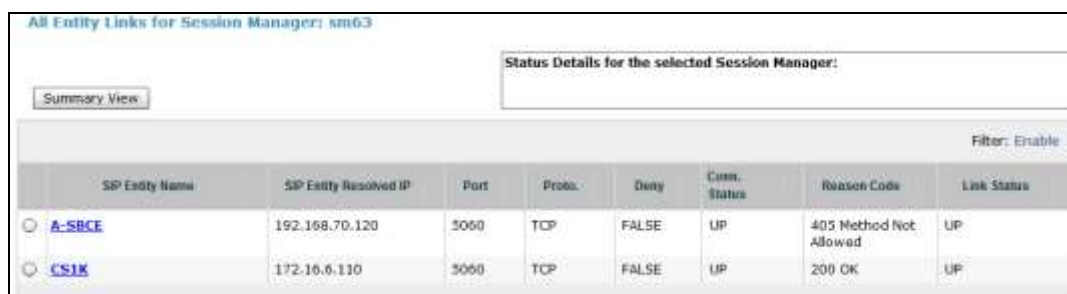 All Entity Links for Session Manager: sm63
Status Details for the selected Session Manager:
Summary View
Filter: Enable
SIP Entity Name SIP Entity Resolved IP Port Proto. Deny Conn. Status Reason Code Link Status
A-SBCE 192.168.70.120 5060 TCP FALSE UP 405 Method Not Allowed UP
CS1K 172.16.6.110 5060 TCP FALSE UP 200 OK UP